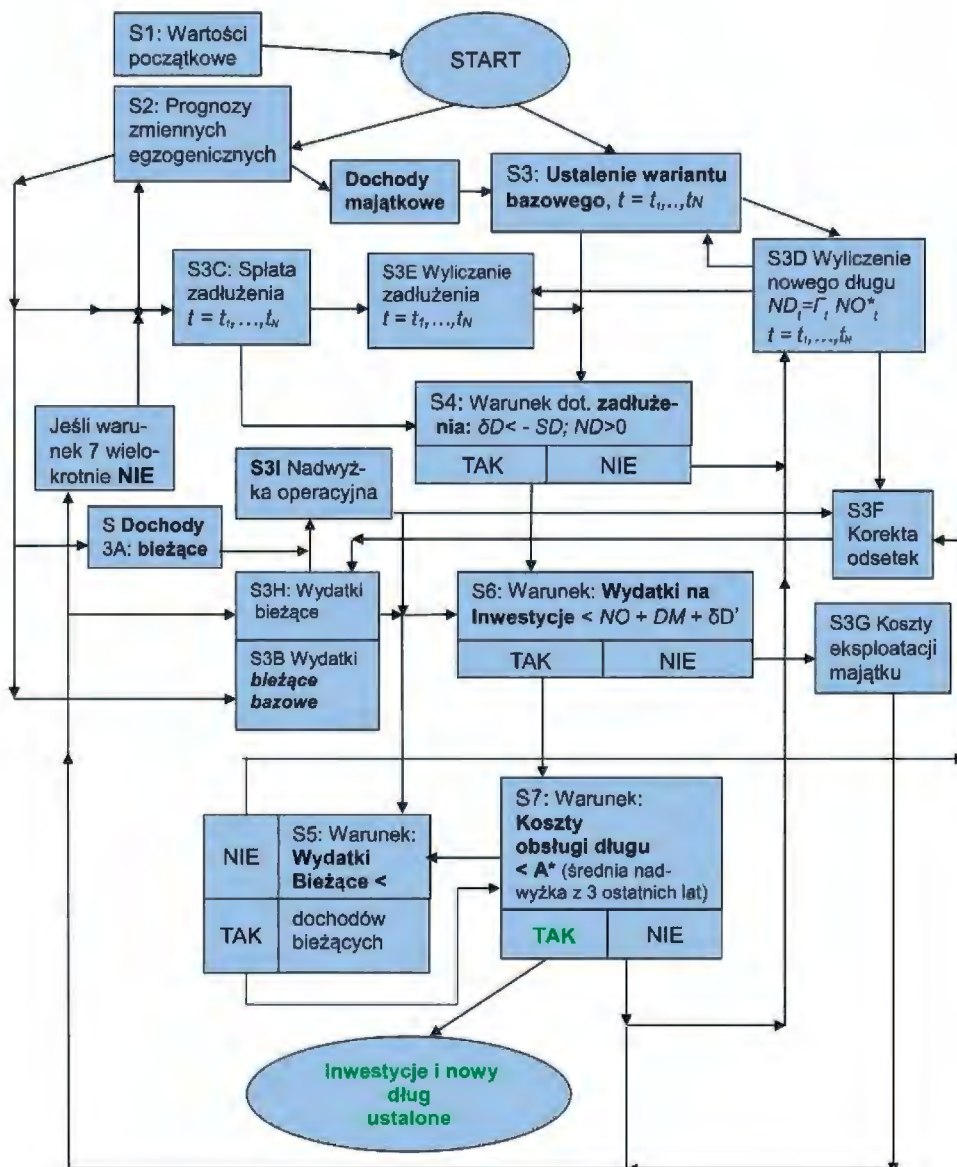 S1: Wartości
początkowe
START
S2: Prognozy
zmiennych
egzogenicznych
Dochody
majątkowe
S3: Ustalenie wariantu
bazowego, t = t₁,..,tN
S3C: Spłata
zadłużenia
t = t₁,...,tN
S3E Wyliczanie
zadłużenia
t = t₁,...,tN
S3D Wyliczenie
nowego długu
NDt=Γt NO*t
t = t₁,...,tN
Jeśli waru-
nek 7 wielo-
krotnie NIE
S4: Warunek dot. zadłuże-
nia: δD< - SD; ND>0
TAK
NIE
S3I Nadwyż-
ka operacyjna
S Dochody
3A: bieżące
S3F
Korekta
odsetek
S3H: Wydatki
bieżące
S3B Wydatki
bieżące
bazowe
S6: Warunek: Wydatki na
Inwestycje < NO + DM + δD'
TAK
NIE
S3G Koszty
eksploatacji
majątku
NIE
S5: Warunek:
Wydatki
Bieżące <
TAK
dochodów
bieżących
S7: Warunek:
Koszty
obsługi długu
< A* (średnia nad-
wyżka z 3 ostatnich lat)
TAK
NIE
Inwestycje i nowy
dług
ustalone